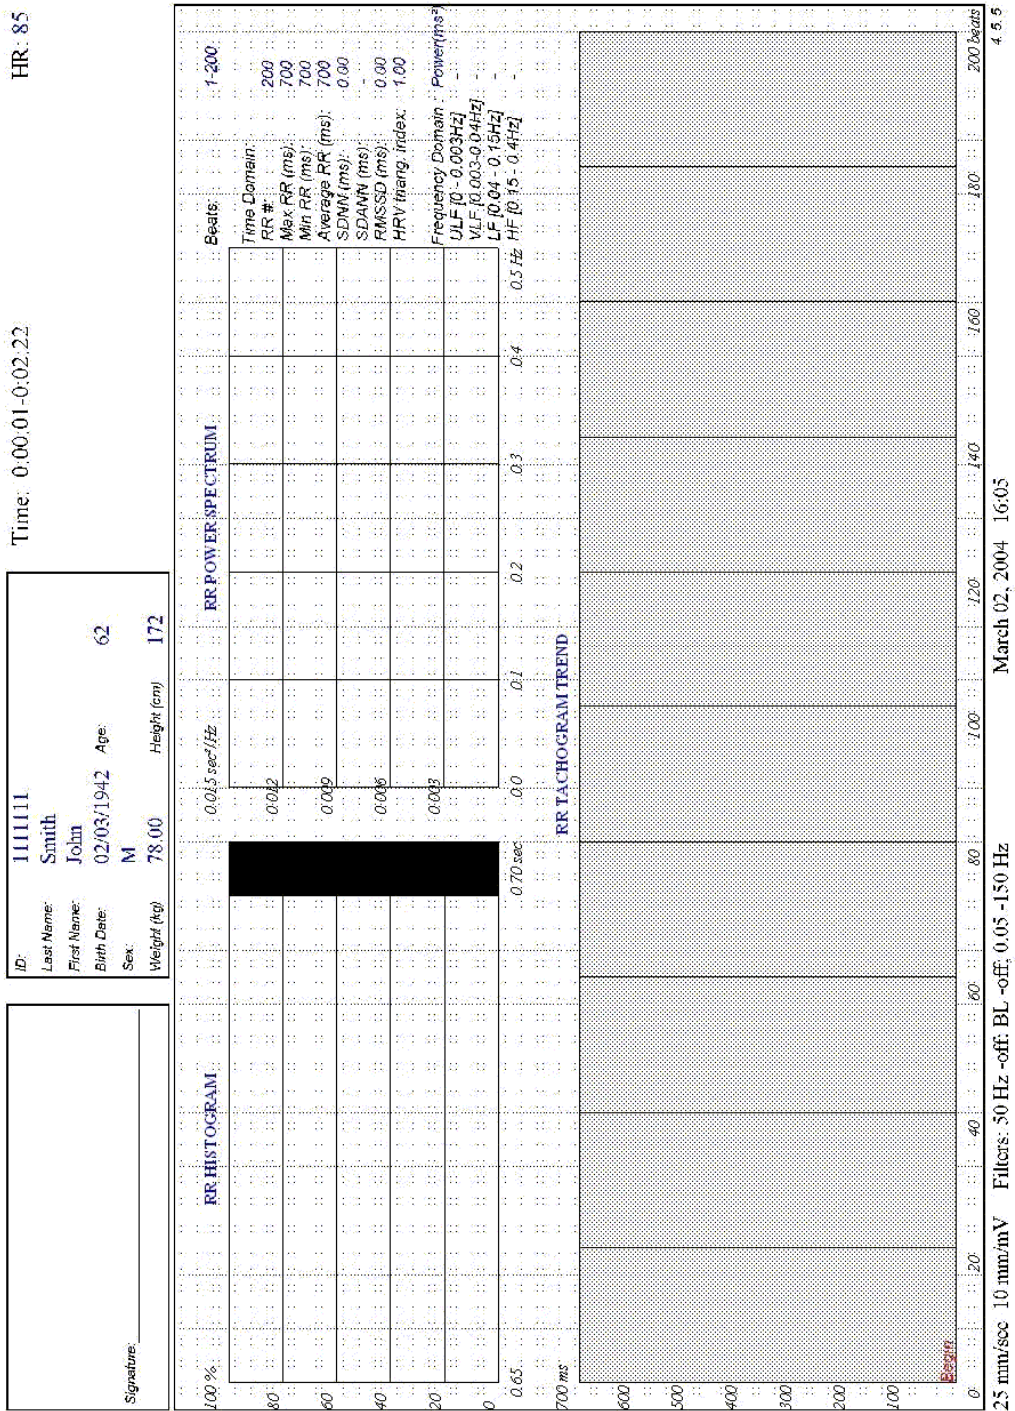 HR: 85
Time: 0:00:01-0:02:22
ID: 1111111
Last Name: Smith
First Name: John
Birth Date: 02/03/1942 Age: 62
Sex: M
Weight (kg) 78.00 Height (cm) 172
Signature:
RR HISTOGRAM
100 %
80
60
40
20
0
0.65
0.70 sec
RR POWER SPECTRUM
0.015 sec²/Hz
0.012
0.009
0.006
0.003
0.0 0.1 0.2 0.3 0.4 0.5 Hz
Beats: 1-200
Time Domain:
RR #: 200
Max RR (ms): 700
Min RR (ms): 700
Average RR (ms): 700
SDNN (ms): 0.00
SDANN (ms): -
RMSSD (ms): 0.00
HRV triang. index: 1.00
Frequency Domain : Power(ms²)
ULF [0 - 0.003Hz] -
VLF [0.003-0.04Hz] -
LF [0.04 - 0.15Hz] -
HF [0.15 - 0.4Hz] -
RR TACHOGRAM TREND
700 ms
600
500
400
300
200
100
Begin
0 20 40 60 80 100 120 140 160 180 200 beats
25 mm/sec 10 mm/mV Filters: 50 Hz -off; BL -off; 0.05 -150 Hz March 02, 2004 16:05 4.5.5